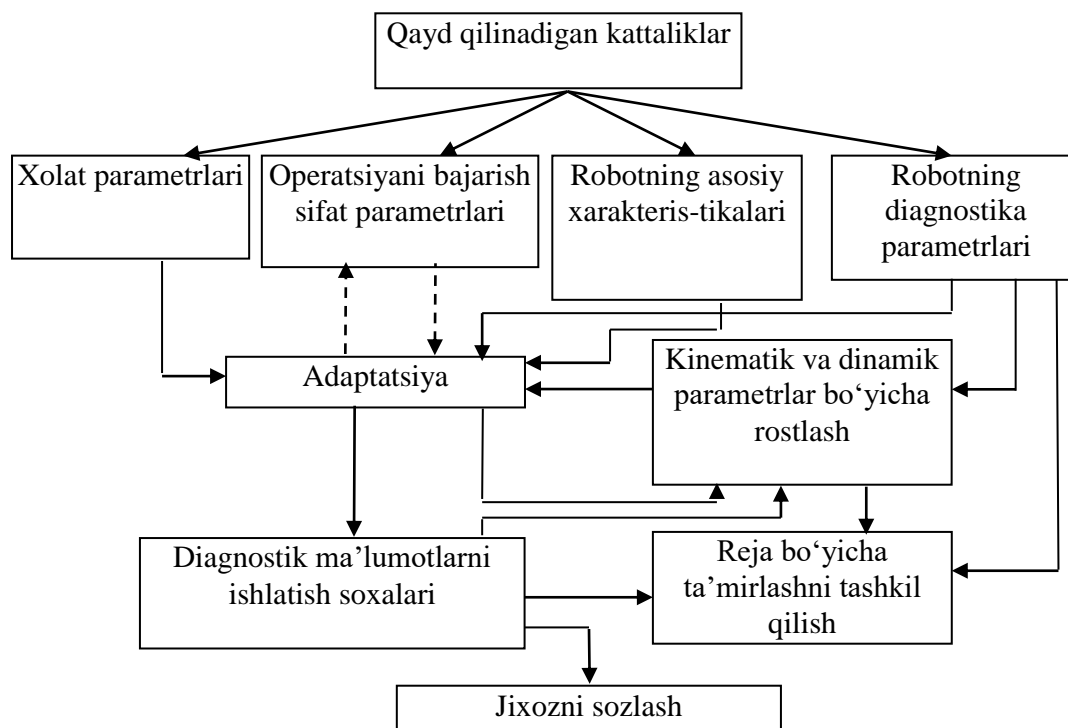 Qayd qilinadigan kattaliklar
Xolat parametrlari
Operatsiyani bajarish
sifat parametrlari
Robotning asosiy
xarakteris-tikalari
Robotning
diagnostika
parametrlari
Adaptatsiya
Kinematik va dinamik
parametrlar bo‘yicha
rostlash
Diagnostik ma’lumotlarni
ishlatish soxalari
Reja bo‘yicha
ta’mirlashni tashkil
qilish
Jixozni sozlash